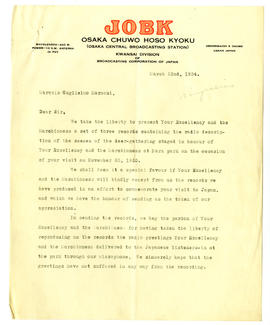 JOBK
OSAKA CHUWO HOSO KYOKU
(OSAKA CENTRAL BROADCASTING STATION)
KWANSAI DIVISION
OF
BROADCASTING CORPORATION OF JAPAN
March 22nd, 1934.
Marquis Guglielmo Marconi,
Dear Sir,
We take the liberty to present Your Excellency and
the Marchioness a set of three records containing the radio descrip-
tion of the scenes of the deer-gathering staged in honour of
Your Excellency and the Marchioness at Nara park on the occasion
of your visit on November 22, 1933.
We shall deem it a special favour if Your Excellency
and the Marchioness will kindly accept from us the records we
have produced in an effort to commemorate your visit to Japan,
and which we have the honour of sending as the token of our
appreciation.
In sending the records, we beg the pardon of Your
Excellency and the Marchioness for having taken the liberty of
reproducing on the records the radio greetings Your Excellency
and the Marchioness delivered to the Japanese listeners-in at
the park through our microphone. We sincerely hope that the
greetings have not suffered in any way from the recording.